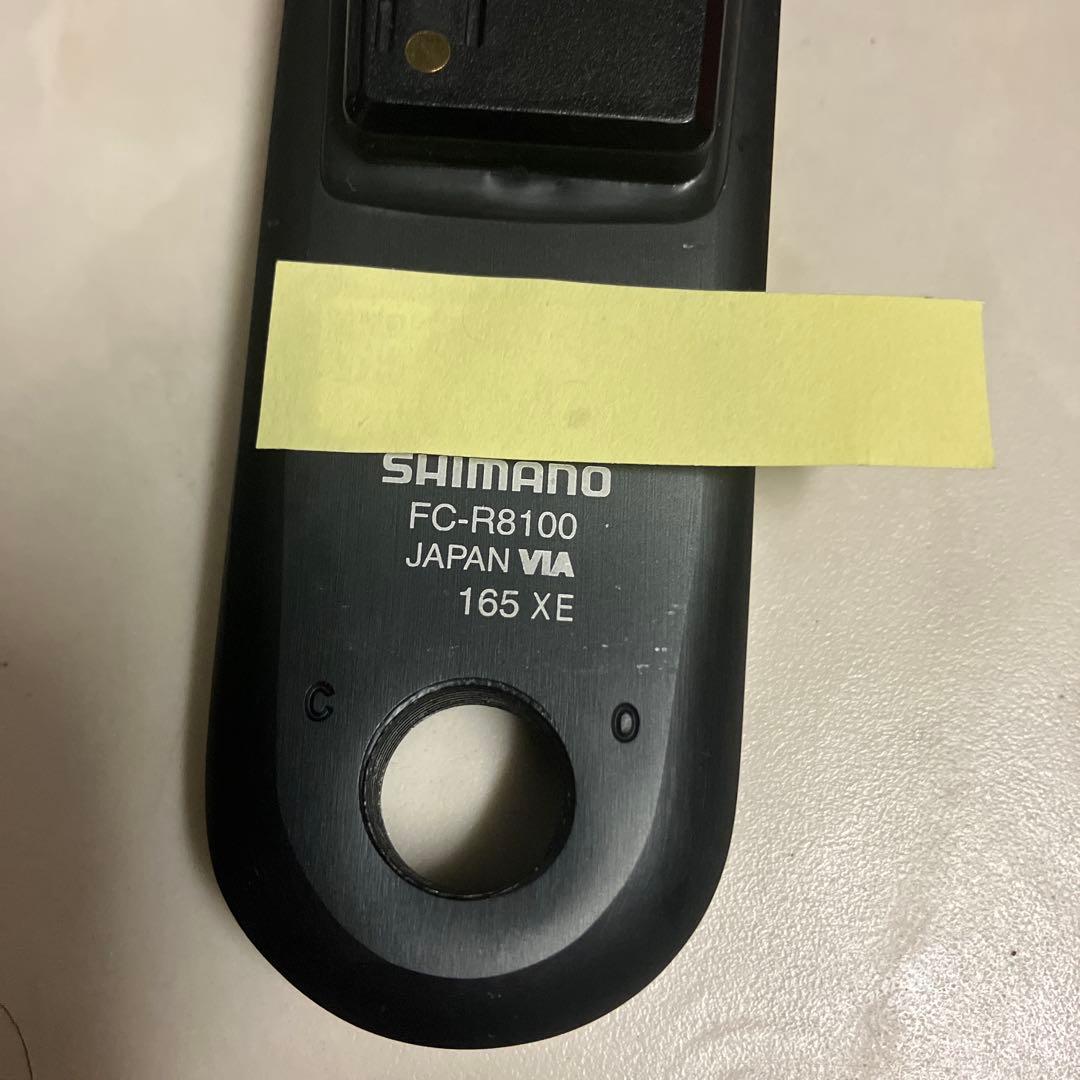 SHIMANO
FC-R8100
JAPAN VIA
165 XE
C O